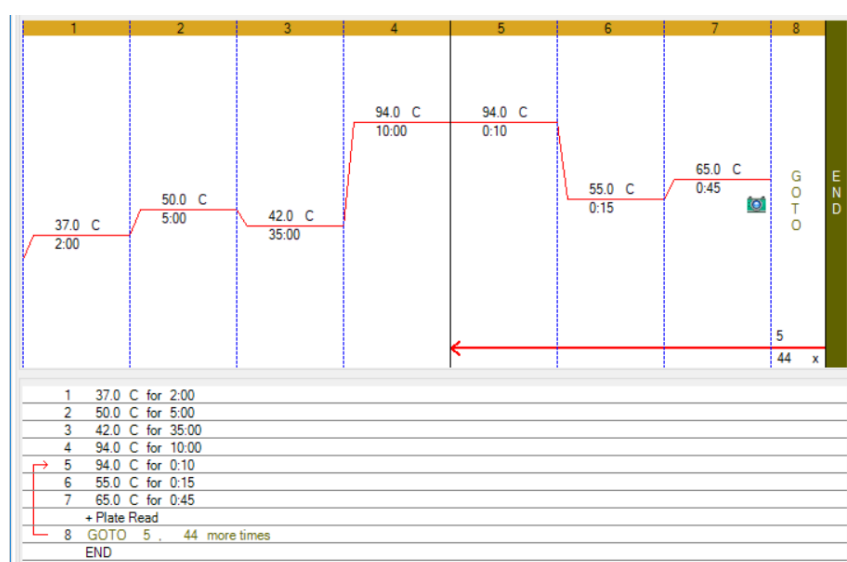 1 2 3 4 5 6 7 8
94.0 C 94.0 C
10:00 0:10
65.0 C
0:45
55.0 C
0:15
50.0 C
5:00
42.0 C
35:00
37.0 C
2:00
G
O
T
O
E
N
D
5
44 x
1 37.0 C for 2:00
2 50.0 C for 5:00
3 42.0 C for 35:00
4 94.0 C for 10:00
5 94.0 C for 0:10
6 55.0 C for 0:15
7 65.0 C for 0:45
+ Plate Read
8 GOTO 5 , 44 more times
END